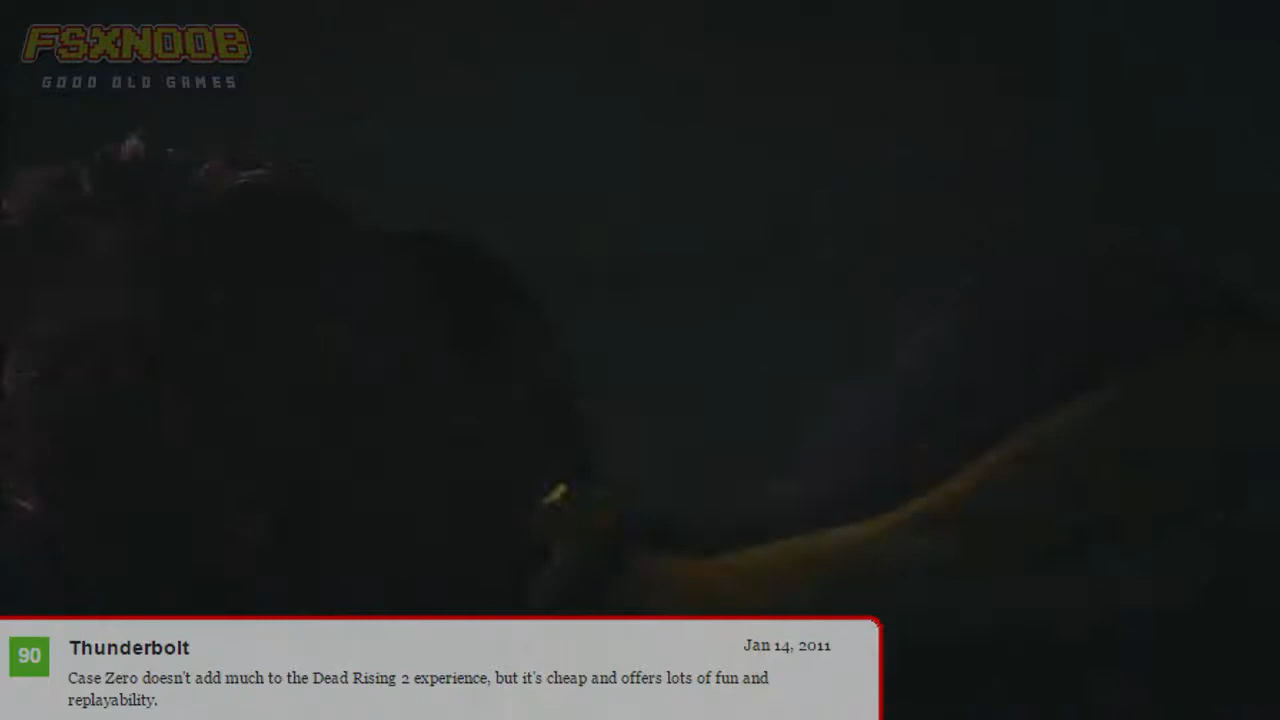 FSXNOOB
GOOD OLD GAMES
90
Thunderbolt
Jan 14, 2011
Case Zero doesn't add much to the Dead Rising 2 experience, but it's cheap and offers lots of fun and
replayability.